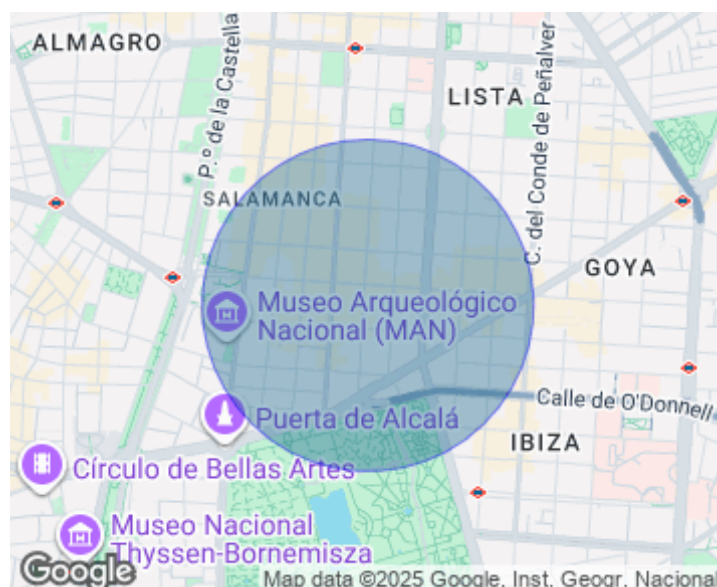 ALMAGRO
P.º de la Castella
LISTA
C. del Conde de Peñalver
SALAMANCA
GOYA
Museo Arqueológico
Nacional (MAN)
Calle de O'Donnell
Puerta de Alcalá
IBIZA
Círculo de Bellas Artes
Museo Nacional
Thyssen-Bornemisza
Google
Map data ©2025 Google, Inst. Geogr. Nacional